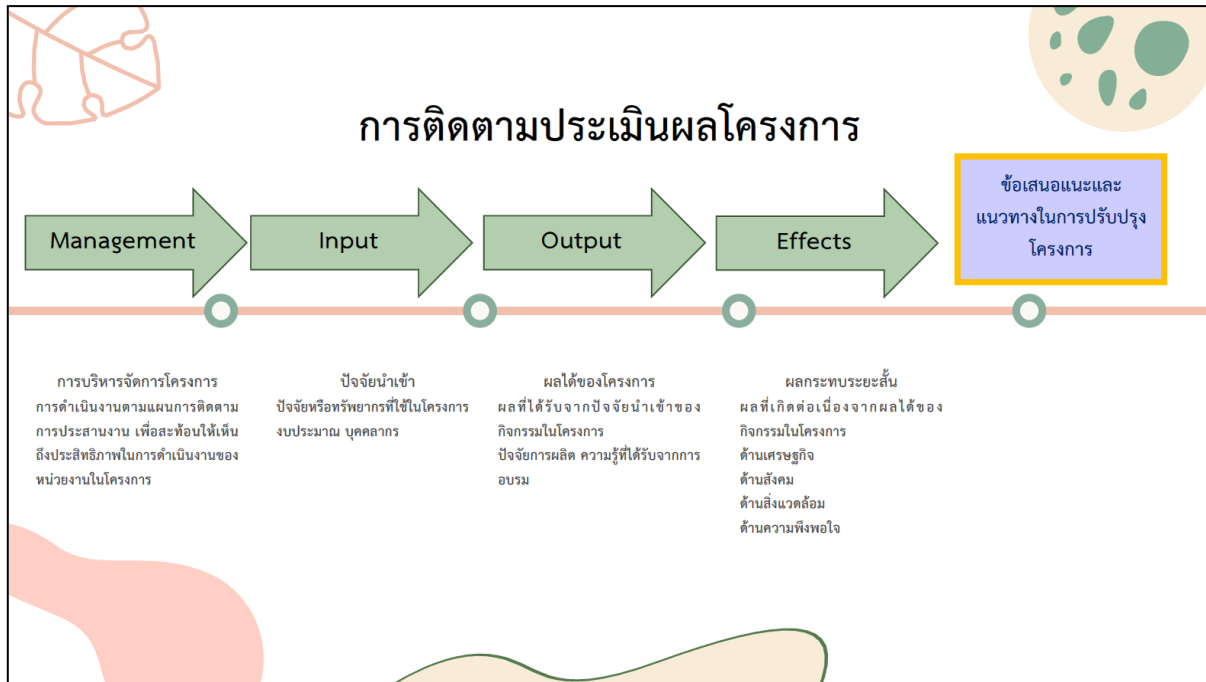 การติดตามประเมินผลโครงการ
Management
Input
Output
Effects
ข้อเสนอแนะและ
แนวทางในการปรับปรุง
โครงการ
การบริหารจัดการโครงการ
การดำเนินงานตามแผนการติดตาม
การประสานงาน เพื่อสะท้อนให้เห็น
ถึงประสิทธิภาพในการดำเนินงานของ
หน่วยงานในโครงการ
ปัจจัยนำเข้า
ปัจจัยหรือทรัพยากรที่ใช้ในโครงการ
งบประมาณ บุคคลากร
ผลได้ของโครงการ
ผลที่ได้รับจากปัจจัยนำเข้าของ
กิจกรรมในโครงการ
ปัจจัยการผลิต ความรู้ที่ได้รับจากการ
อบรม
ผลกระทบระยะสั้น
ผลที่เกิดต่อเนื่องจากผลได้ของ
กิจกรรมในโครงการ
ด้านเศรษฐกิจ
ด้านสังคม
ด้านสิ่งแวดล้อม
ด้านความพึงพอใจ